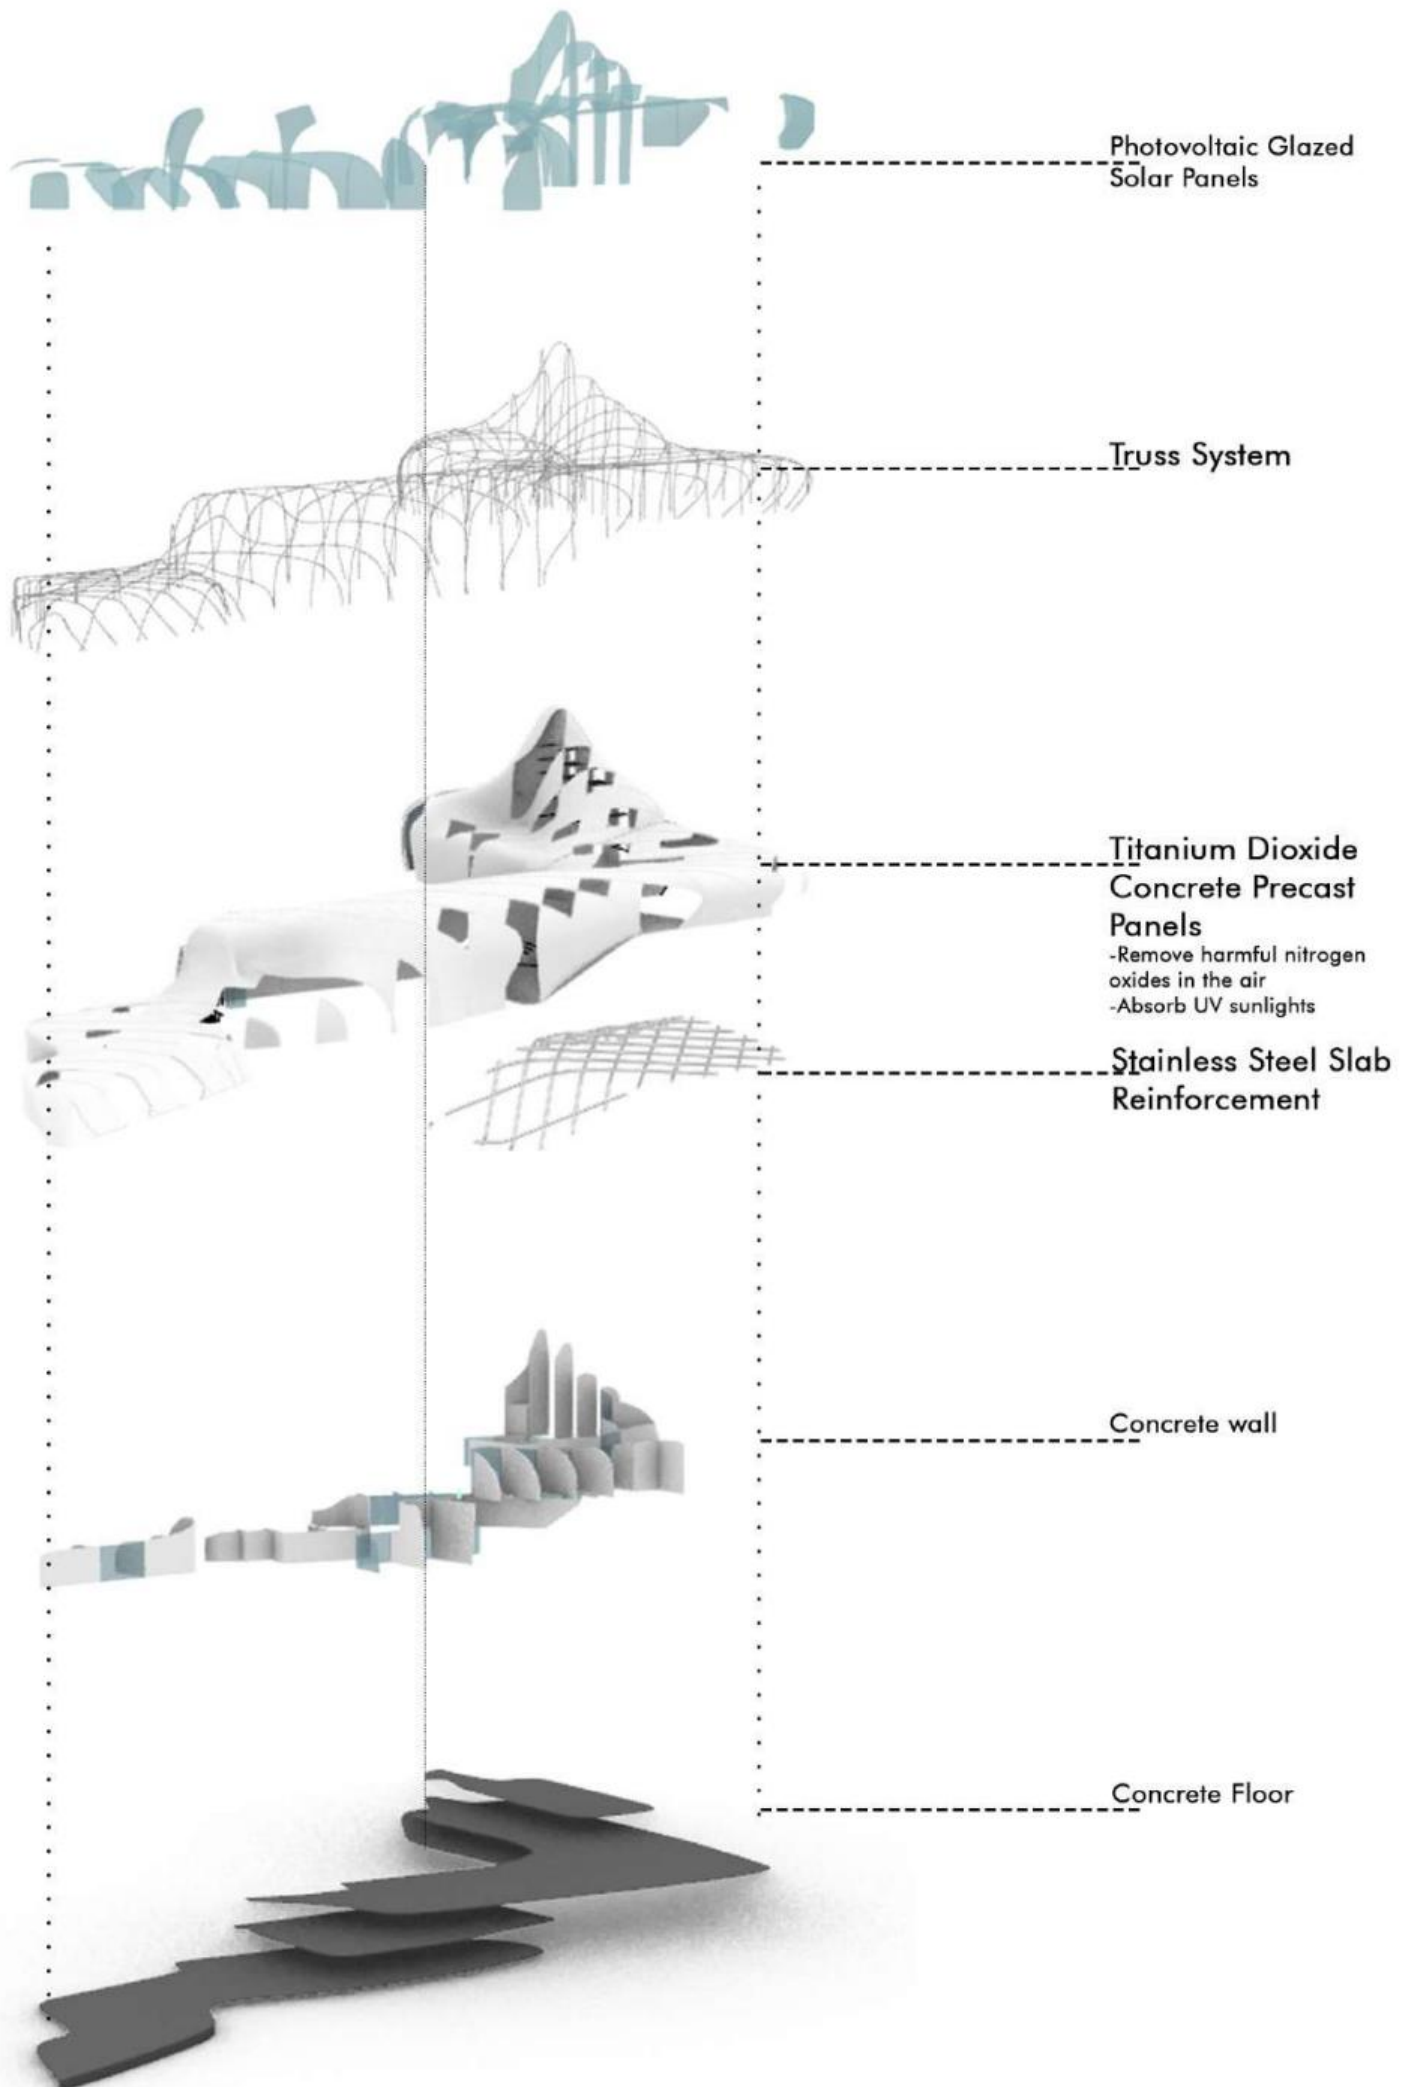 Photovoltaic Glazed
Solar Panels
Truss System
Titanium Dioxide
Concrete Precast
Panels
-Remove harmful nitrogen
oxides in the air
-Absorb UV sunlights
Stainless Steel Slab
Reinforcement
Concrete wall
Concrete Floor